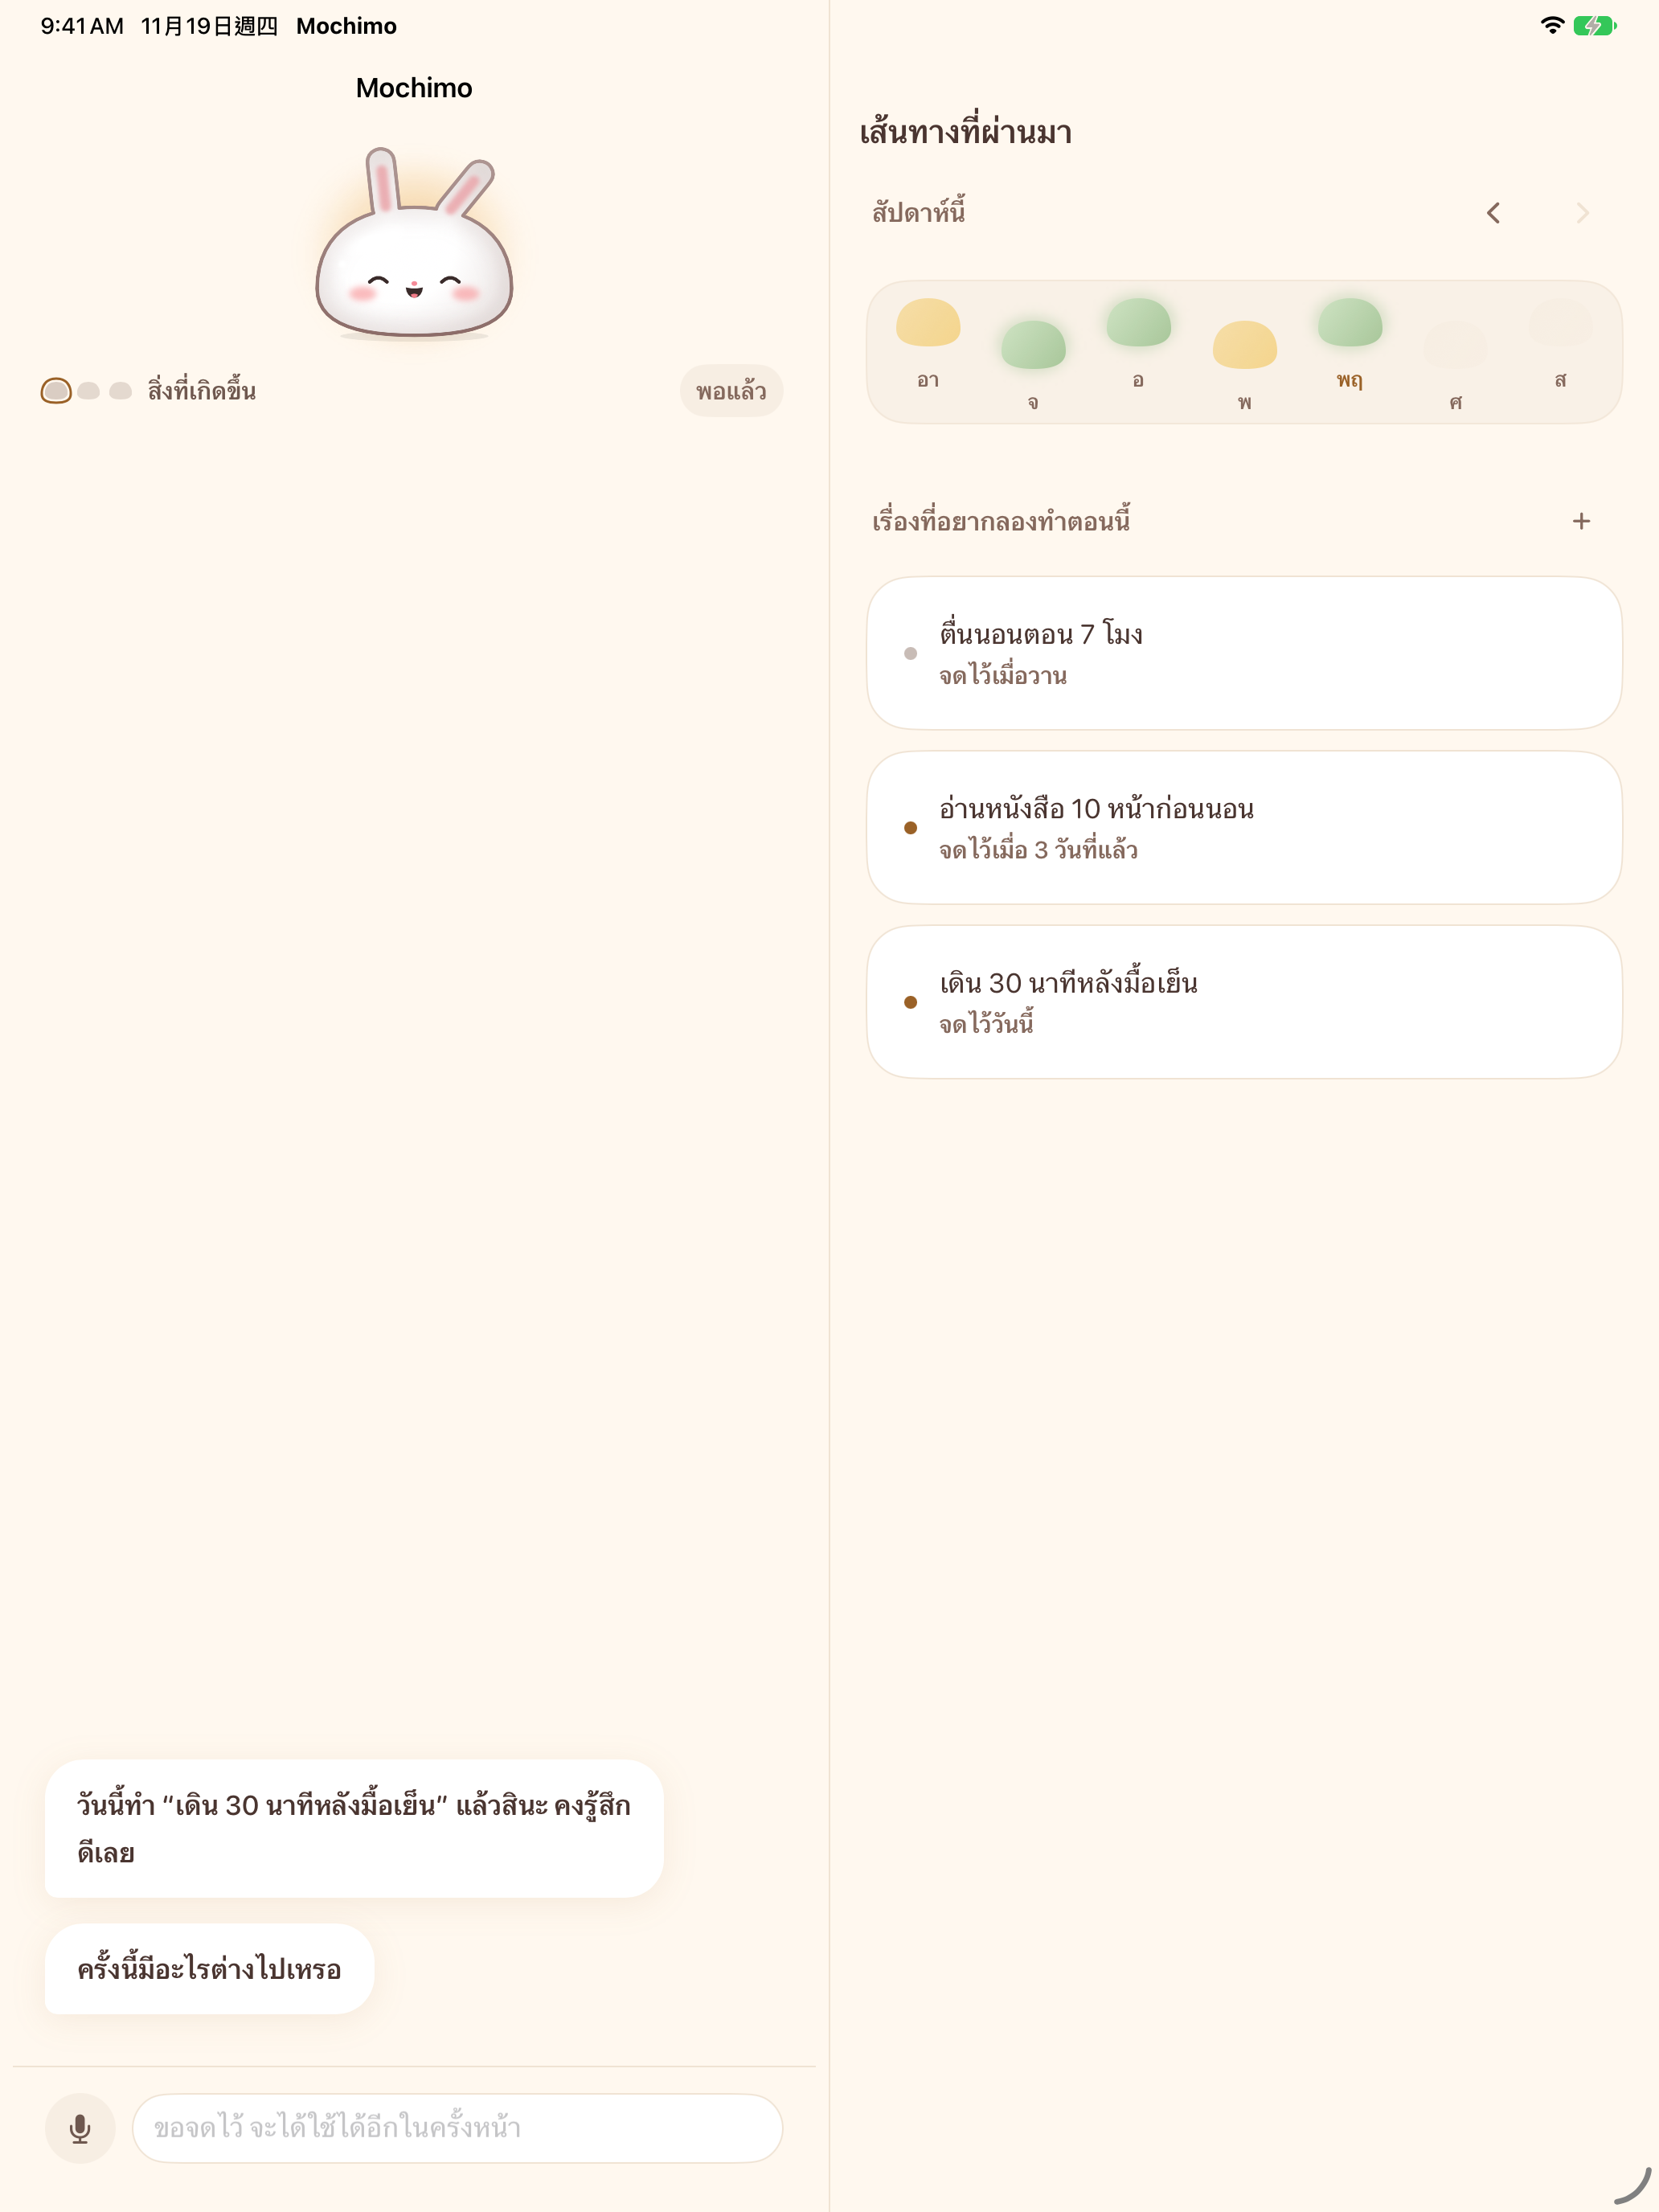 9:41 AM 11月19日週四 Mochimo
Mochimo
สิ่งที่เกิดขึ้น
พอแล้ว
วันนี้ทำ “เดิน 30 นาทีหลังมื้อเย็น” แล้วสินะ คงรู้สึก
ดีเลย
ครั้งนี้มีอะไรต่างไปเหรอ
ขอจดไว้ จะได้ใช้ได้อีกในครั้งหน้า
เส้นทางที่ผ่านมา
สัปดาห์นี้
อา จ อ พ พฤ ศ ส
เรื่องที่อยากลองทำตอนนี้
ตื่นนอนตอน 7 โมง
จดไว้เมื่อวาน
อ่านหนังสือ 10 หน้าก่อนนอน
จดไว้เมื่อ 3 วันที่แล้ว
เดิน 30 นาทีหลังมื้อเย็น
จดไว้วันนี้